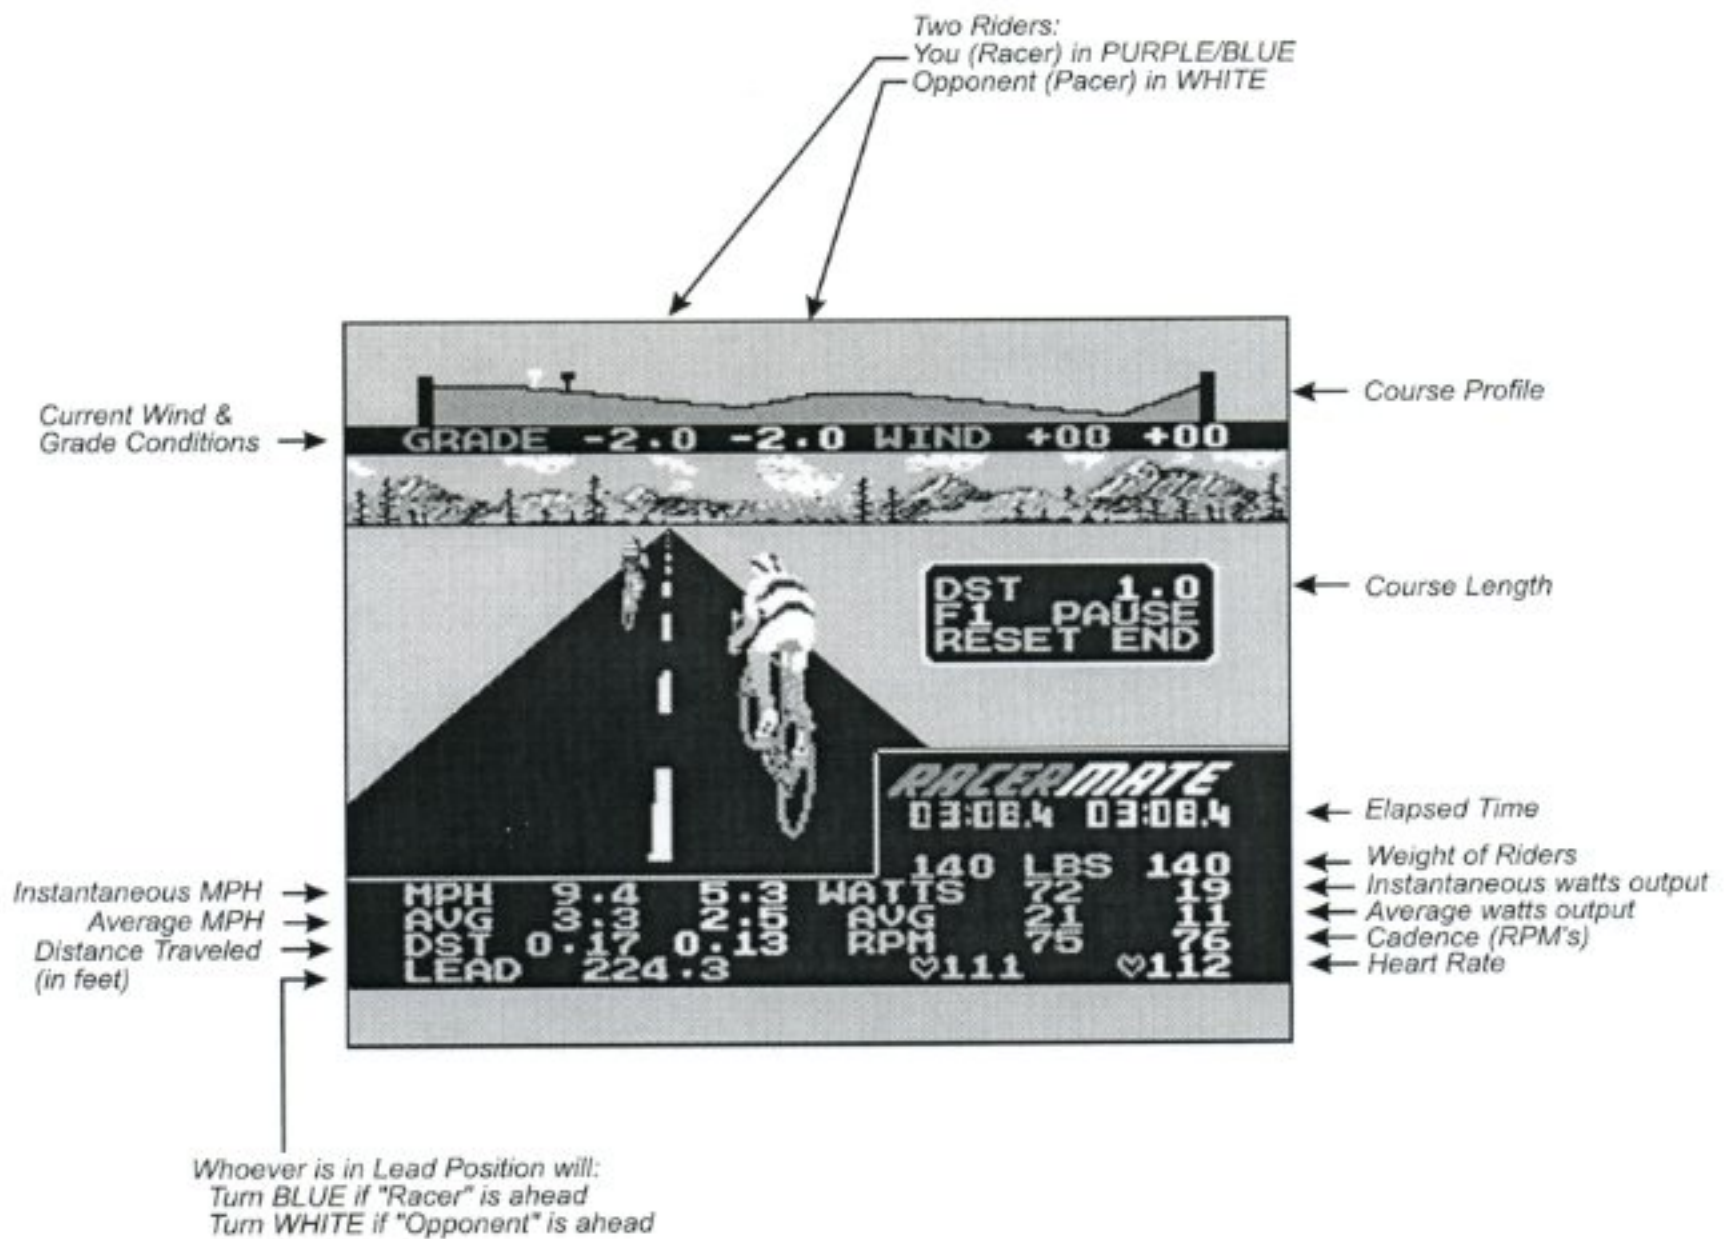 Two Riders:
You (Racer) in PURPLE/BLUE
Opponent (Pacer) in WHITE
Course Profile
Current Wind &
Grade Conditions
GRADE -2.0 -2.0 WIND +00 +00
DST 1.0
F1 PAUSE
RESET END
Course Length
RACERMATE
03:08.4 03:08.4
Elapsed Time
140 LBS 140
Weight of Riders
Instantaneous MPH
MPH 9.4 5.3 WATTS 72 19
Instantaneous watts output
Average MPH
AVG 3.3 2.5 AVG 21 11
Average watts output
Distance Traveled
(in feet)
DST 0.17 0.13 RPM 75 76
Cadence (RPM's)
LEAD 224.3 ♡111 ♡112
Heart Rate
Whoever is in Lead Position will:
Turn BLUE if "Racer" is ahead
Turn WHITE if "Opponent" is ahead